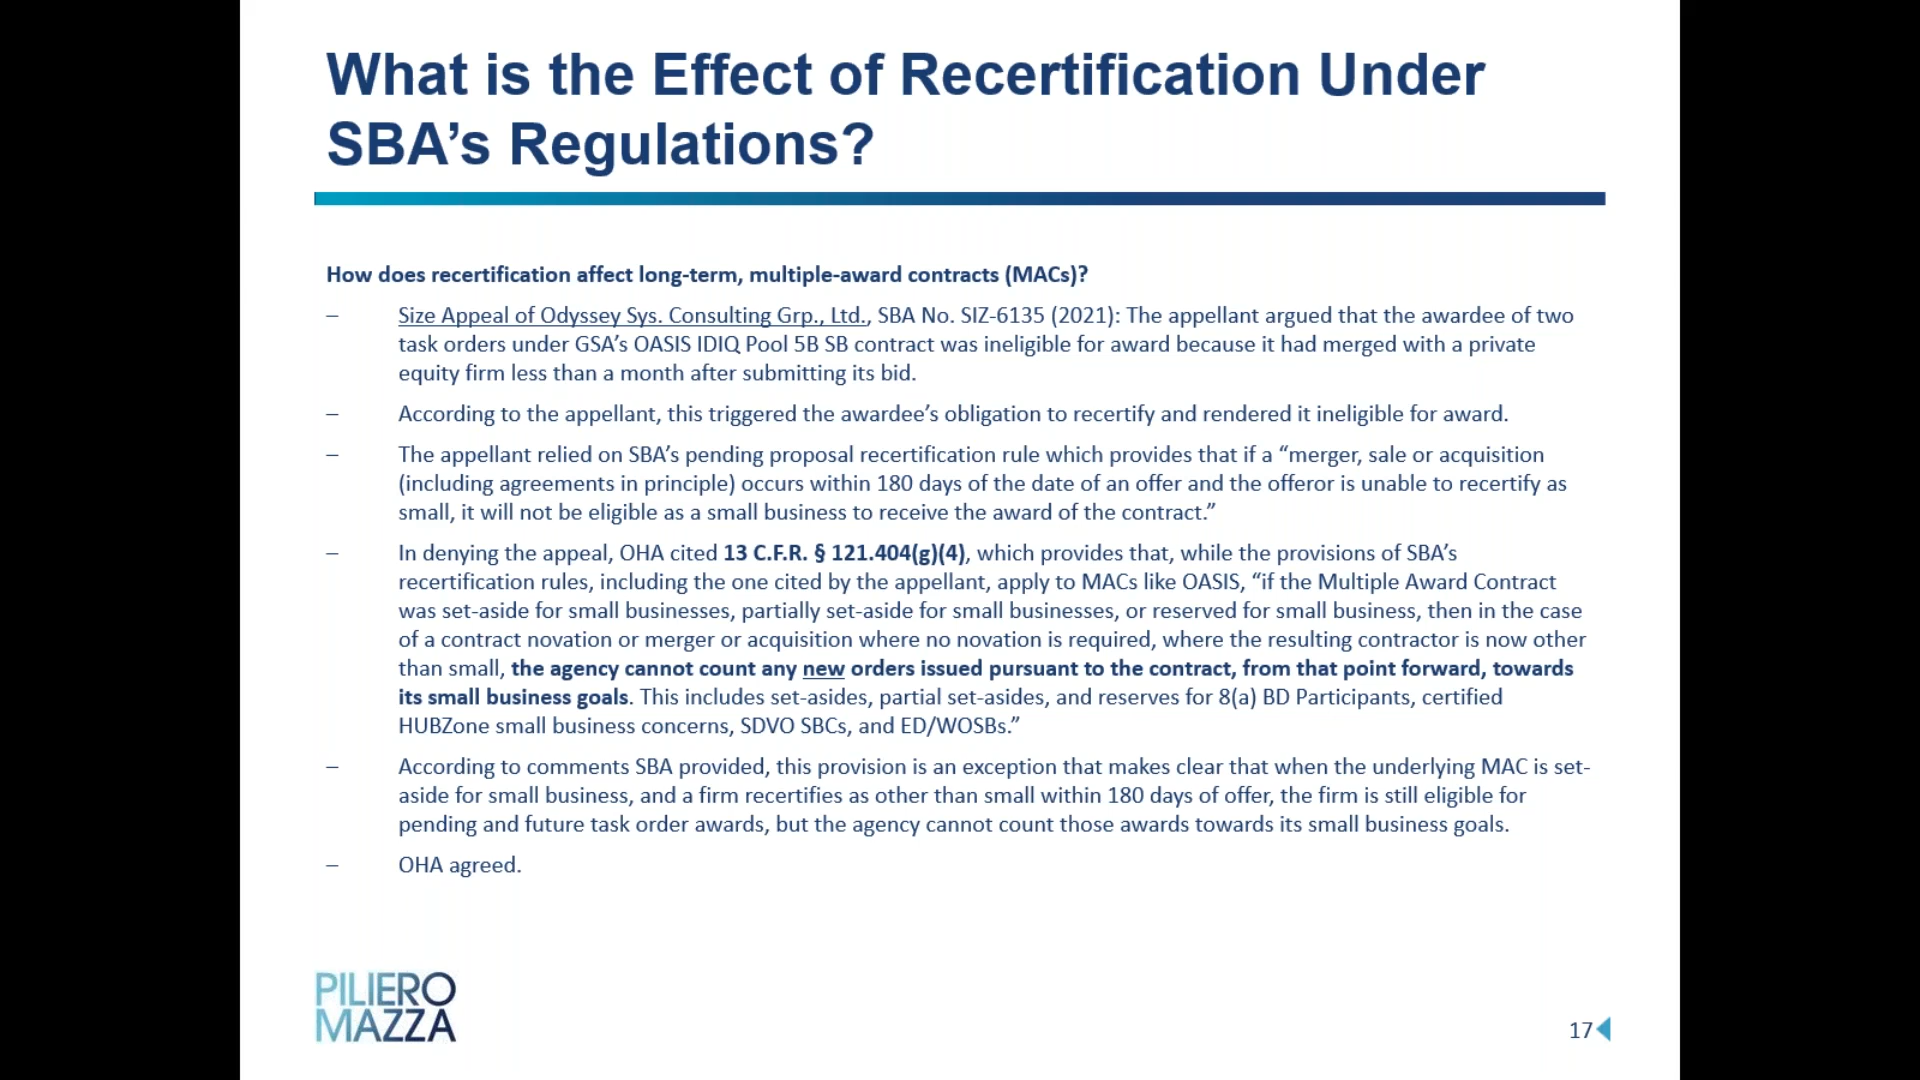 What is the Effect of Recertification Under
SBA’s Regulations?
How does recertification affect long-term, multiple-award contracts (MACs)?
– Size Appeal of Odyssey Sys. Consulting Grp., Ltd., SBA No. SIZ-6135 (2021): The appellant argued that the awardee of two
task orders under GSA’s OASIS IDIQ Pool 5B SB contract was ineligible for award because it had merged with a private
equity firm less than a month after submitting its bid.
– According to the appellant, this triggered the awardee’s obligation to recertify and rendered it ineligible for award.
– The appellant relied on SBA’s pending proposal recertification rule which provides that if a “merger, sale or acquisition
(including agreements in principle) occurs within 180 days of the date of an offer and the offeror is unable to recertify as
small, it will not be eligible as a small business to receive the award of the contract.”
– In denying the appeal, OHA cited 13 C.F.R. § 121.404(g)(4), which provides that, while the provisions of SBA’s
recertification rules, including the one cited by the appellant, apply to MACs like OASIS, “if the Multiple Award Contract
was set-aside for small businesses, partially set-aside for small businesses, or reserved for small business, then in the case
of a contract novation or merger or acquisition where no novation is required, where the resulting contractor is now other
than small, the agency cannot count any new orders issued pursuant to the contract, from that point forward, towards
its small business goals. This includes set-asides, partial set-asides, and reserves for 8(a) BD Participants, certified
HUBZone small business concerns, SDVO SBCs, and ED/WOSBs.”
– According to comments SBA provided, this provision is an exception that makes clear that when the underlying MAC is set-
aside for small business, and a firm recertifies as other than small within 180 days of offer, the firm is still eligible for
pending and future task order awards, but the agency cannot count those awards towards its small business goals.
– OHA agreed.
PILIERO
MAZZA
17